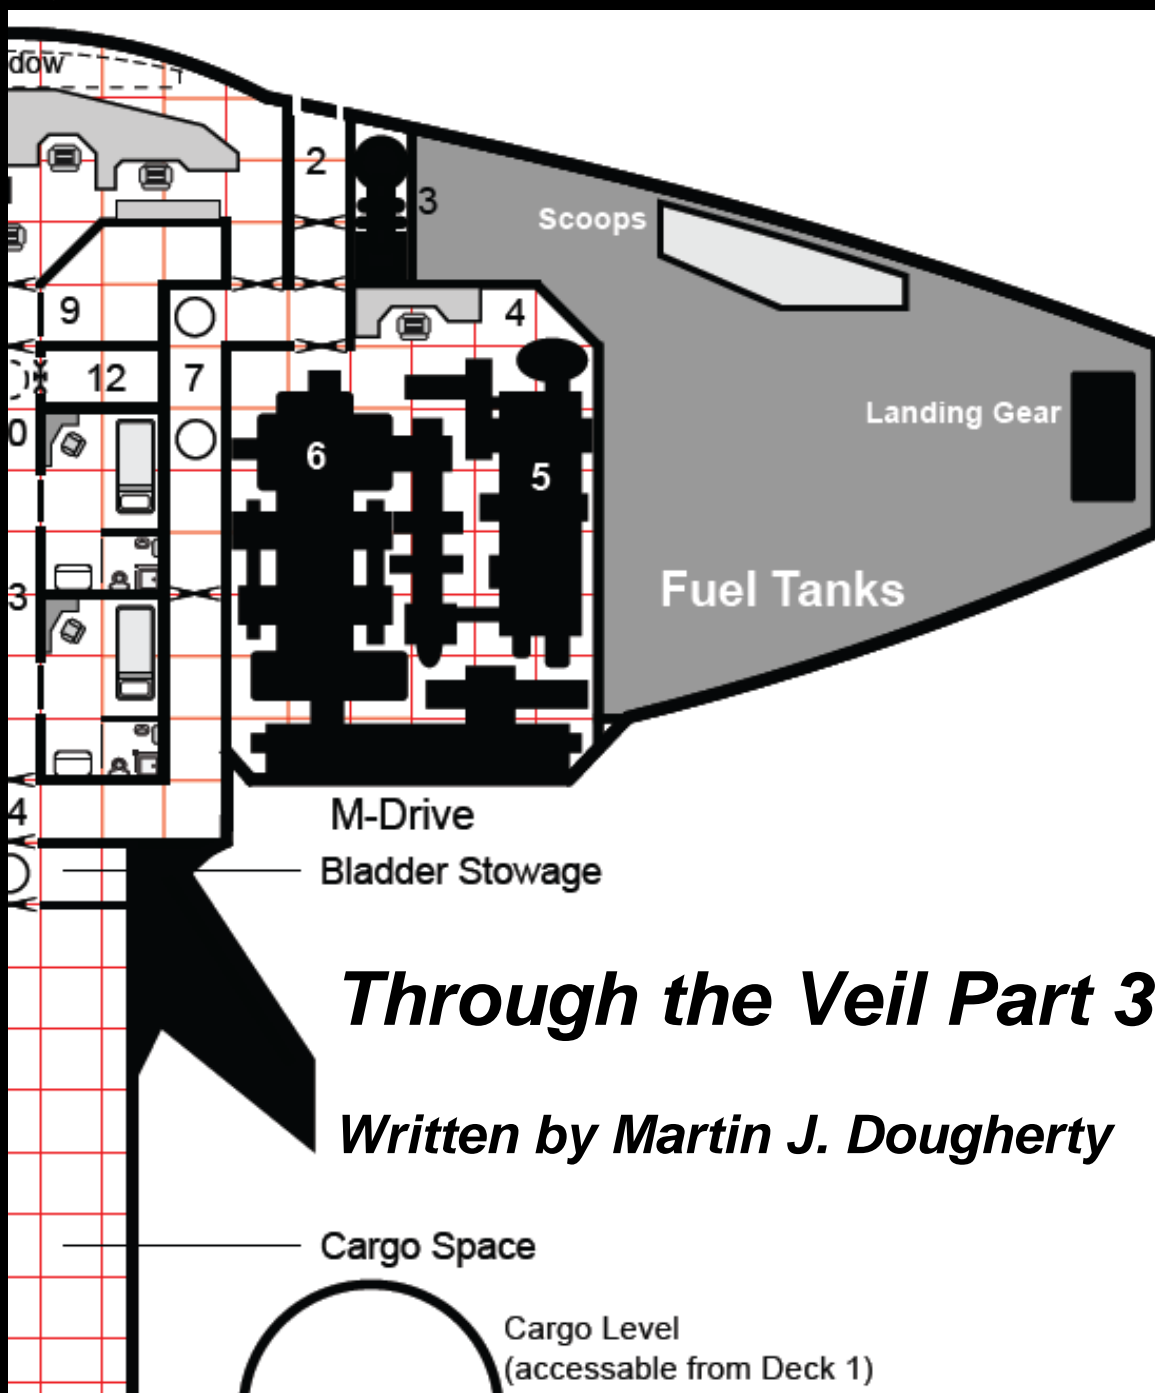 dow
2
3
Scoops
9
4
12
7
Landing Gear
0
6
5
Fuel Tanks
3
4
M-Drive
Bladder Stowage
Through the Veil Part 3
Written by Martin J. Dougherty
Cargo Space
Cargo Level
(accessable from Deck 1)